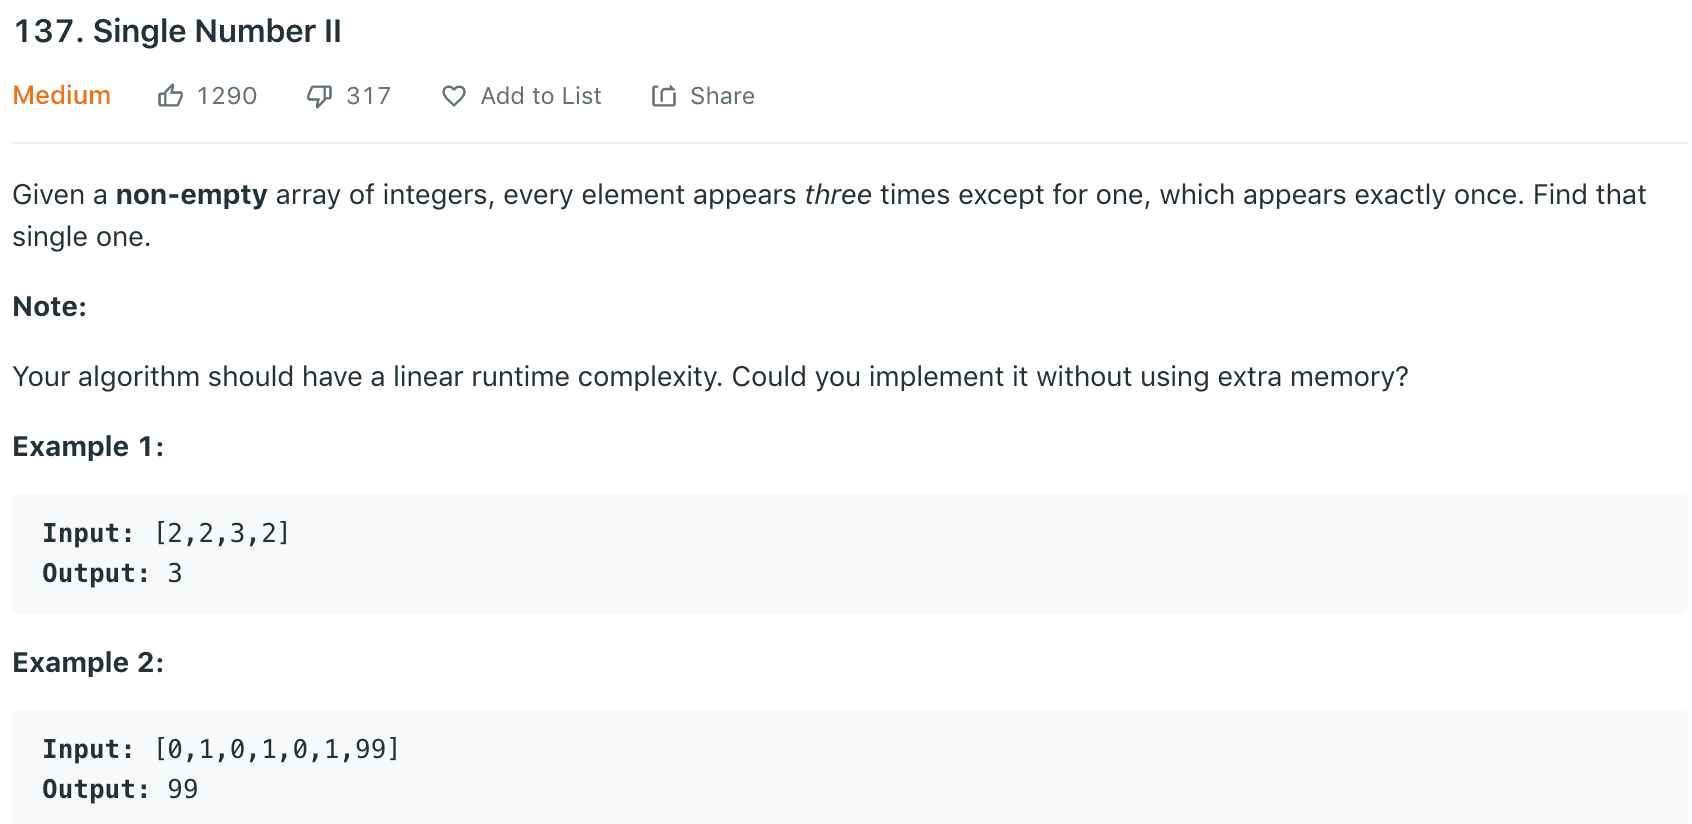 137. Single Number II
Medium 1290 317 Add to List Share
Given a non-empty array of integers, every element appears three times except for one, which appears exactly once. Find that
single one.
Note:
Your algorithm should have a linear runtime complexity. Could you implement it without using extra memory?
Example 1:
Input: [2,2,3,2]
Output: 3
Example 2:
Input: [0,1,0,1,0,1,99]
Output: 99